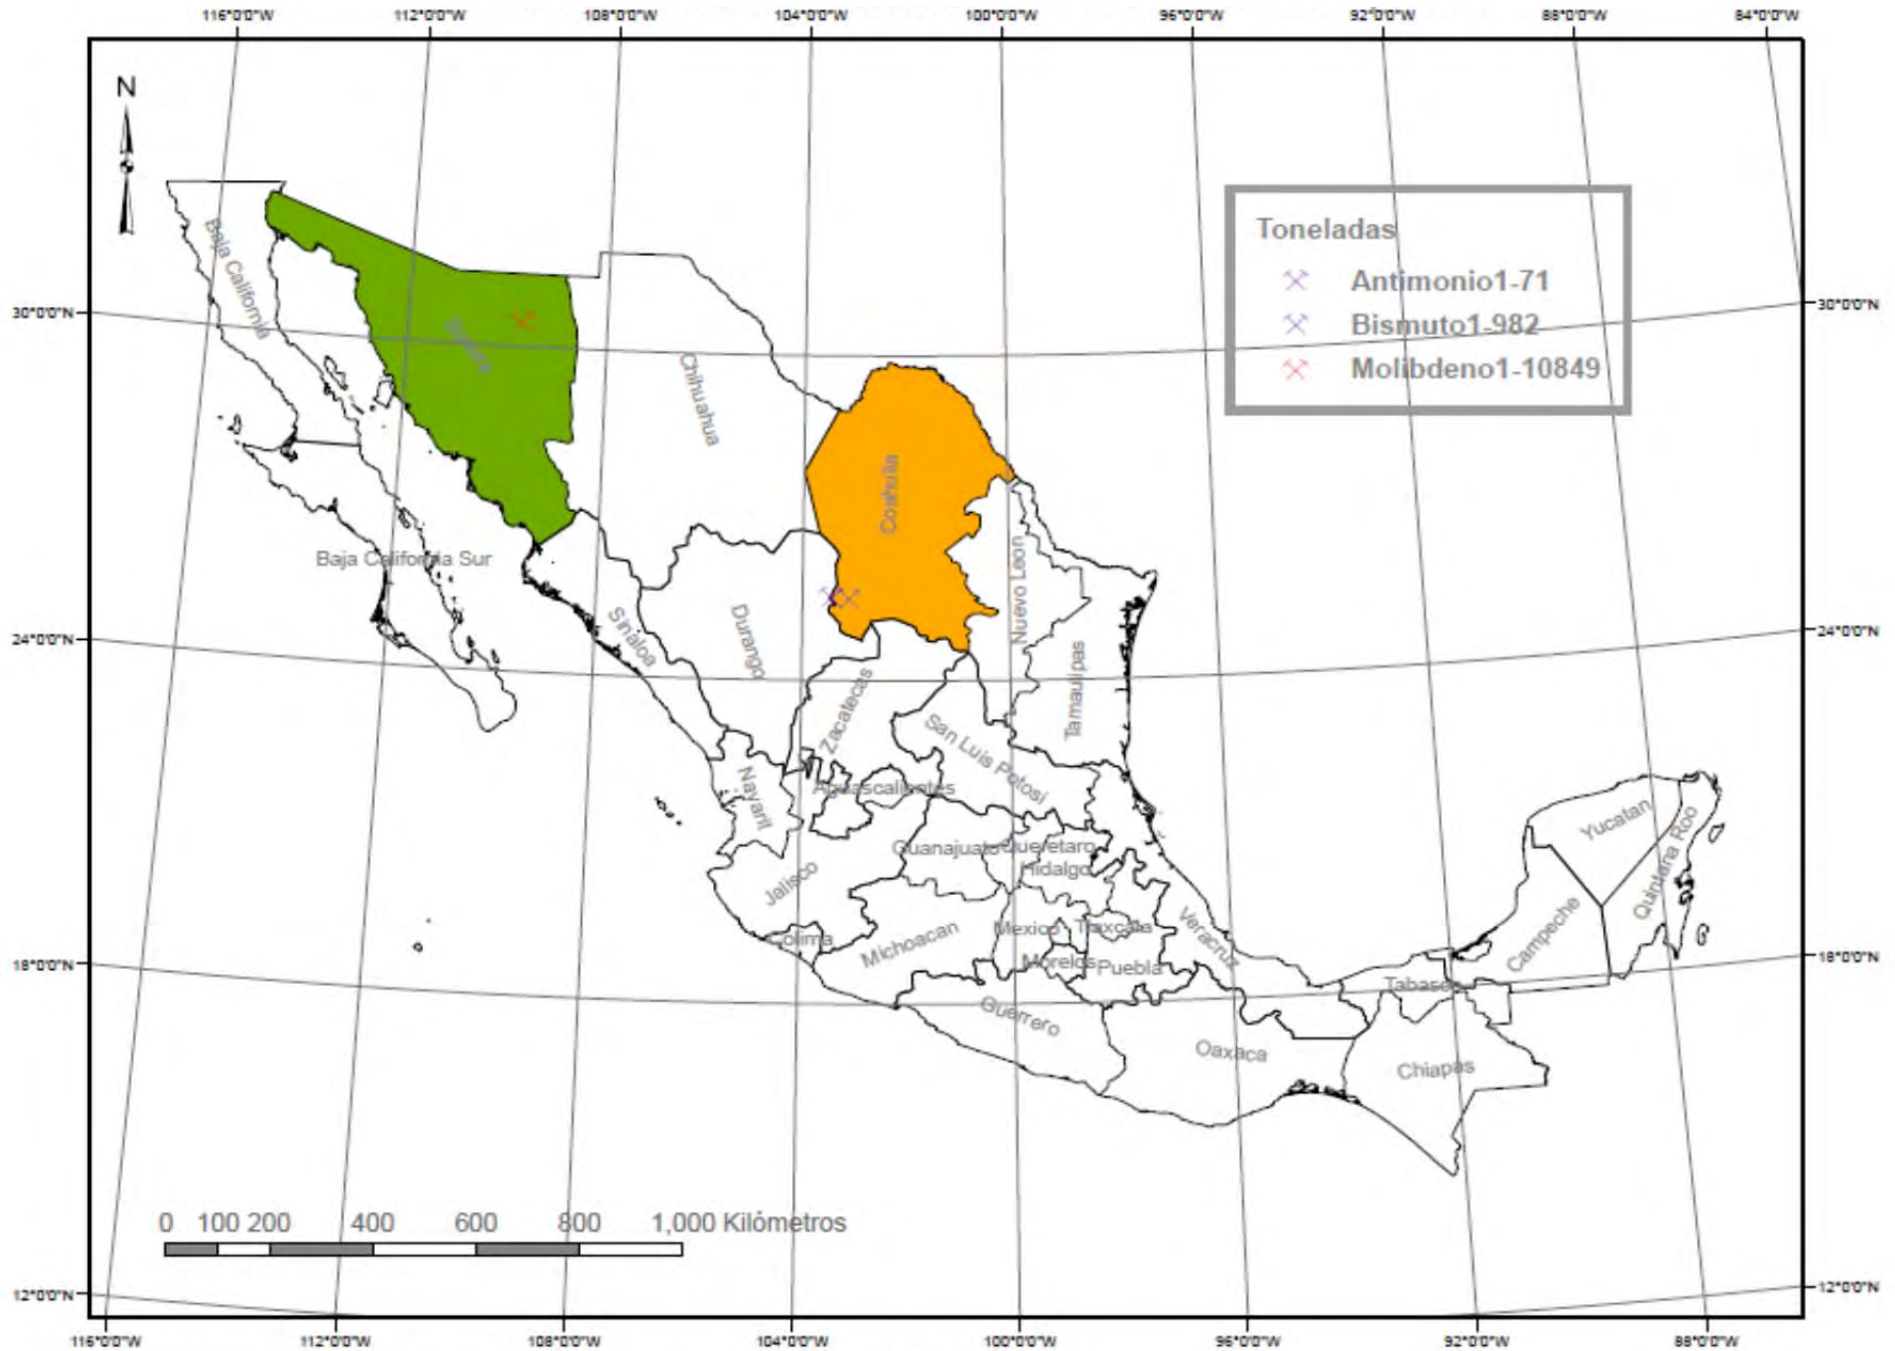 116°0'0"W 112°0'0"W 108°0'0"W 104°0'0"W 100°0'0"W 96°0'0"W 92°0'0"W 88°0'0"W 84°0'0"W
N
Toneladas
Antimonio1-71
Bismuto1-982
Molibdeno1-10849
30°0'0"N
30°0'0"N
Baja California
Sonora
Chihuahua
Coahuila
Baja California Sur
Nuevo Leon
Durango
Sinaloa
24°0'0"N
24°0'0"N
Tamaulipas
Zacatecas
San Luis Potosi
Nayarit
Aguascalientes
Yucatan
Quintana Roo
Guanajuato
Queretaro
Hidalgo
Jalisco
Colima
Michoacan
Mexico
Tlaxcala
Veracruz
Campeche
18°0'0"N
18°0'0"N
Morelos
Puebla
Tabasco
Guerrero
Oaxaca
Chiapas
0 100 200 400 600 800 1,000 Kilómetros
12°0'0"N
12°0'0"N
116°0'0"W 112°0'0"W 108°0'0"W 104°0'0"W 100°0'0"W 96°0'0"W 92°0'0"W 88°0'0"W